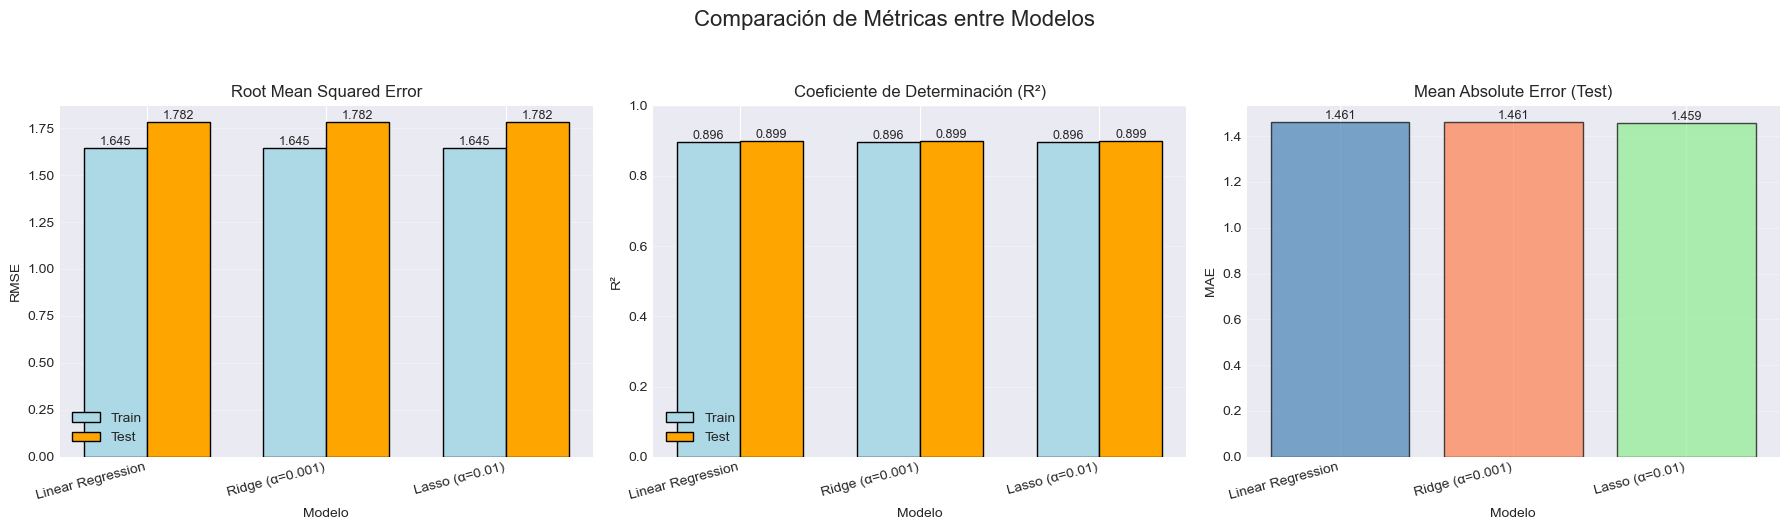 Comparación de Métricas entre Modelos
Root Mean Squared Error
RMSE
1.75
1.50
1.25
1.00
0.75
0.50
0.25
0.00
1.645
1.782
1.645
1.782
1.645
1.782
Train
Test
Linear Regression
Ridge (α=0.001)
Lasso (α=0.01)
Modelo
Coeficiente de Determinación (R²)
R²
1.0
0.8
0.6
0.4
0.2
0.0
0.896
0.899
0.896
0.899
0.896
0.899
Train
Test
Linear Regression
Ridge (α=0.001)
Lasso (α=0.01)
Modelo
Mean Absolute Error (Test)
MAE
1.4
1.2
1.0
0.8
0.6
0.4
0.2
0.0
1.461
1.461
1.459
Linear Regression
Ridge (α=0.001)
Lasso (α=0.01)
Modelo